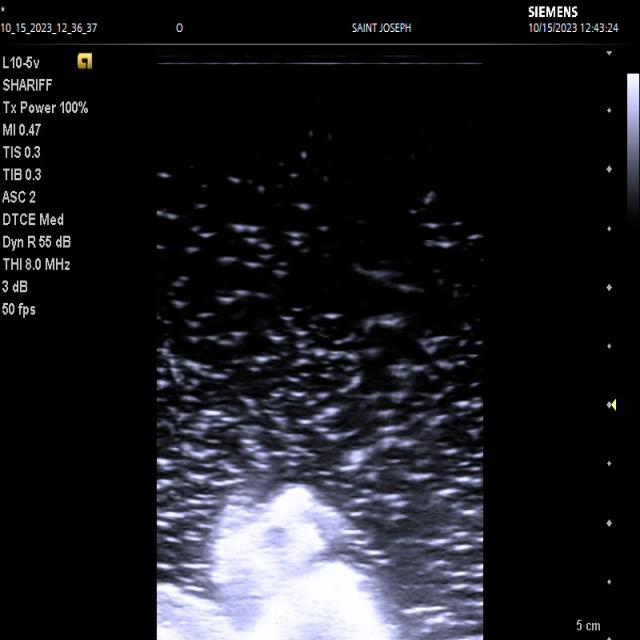 SIEMENS
10_15_2023_12_36_37 O SAINT JOSEPH 10/15/2023 12:43:24
L10-5v
SHARIFF
Tx Power 100%
MI 0.47
TIS 0.3
TIB 0.3
ASC 2
DTCE Med
Dyn R 55 dB
THI 8.0 MHz
3 dB
50 fps
5 cm